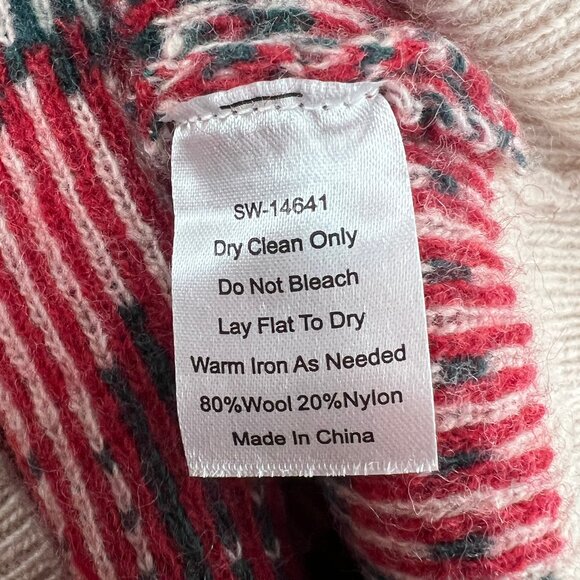 SW-14641
Dry Clean Only
Do Not Bleach
Lay Flat To Dry
Warm Iron As Needed
80%Wool 20%Nylon
Made In China